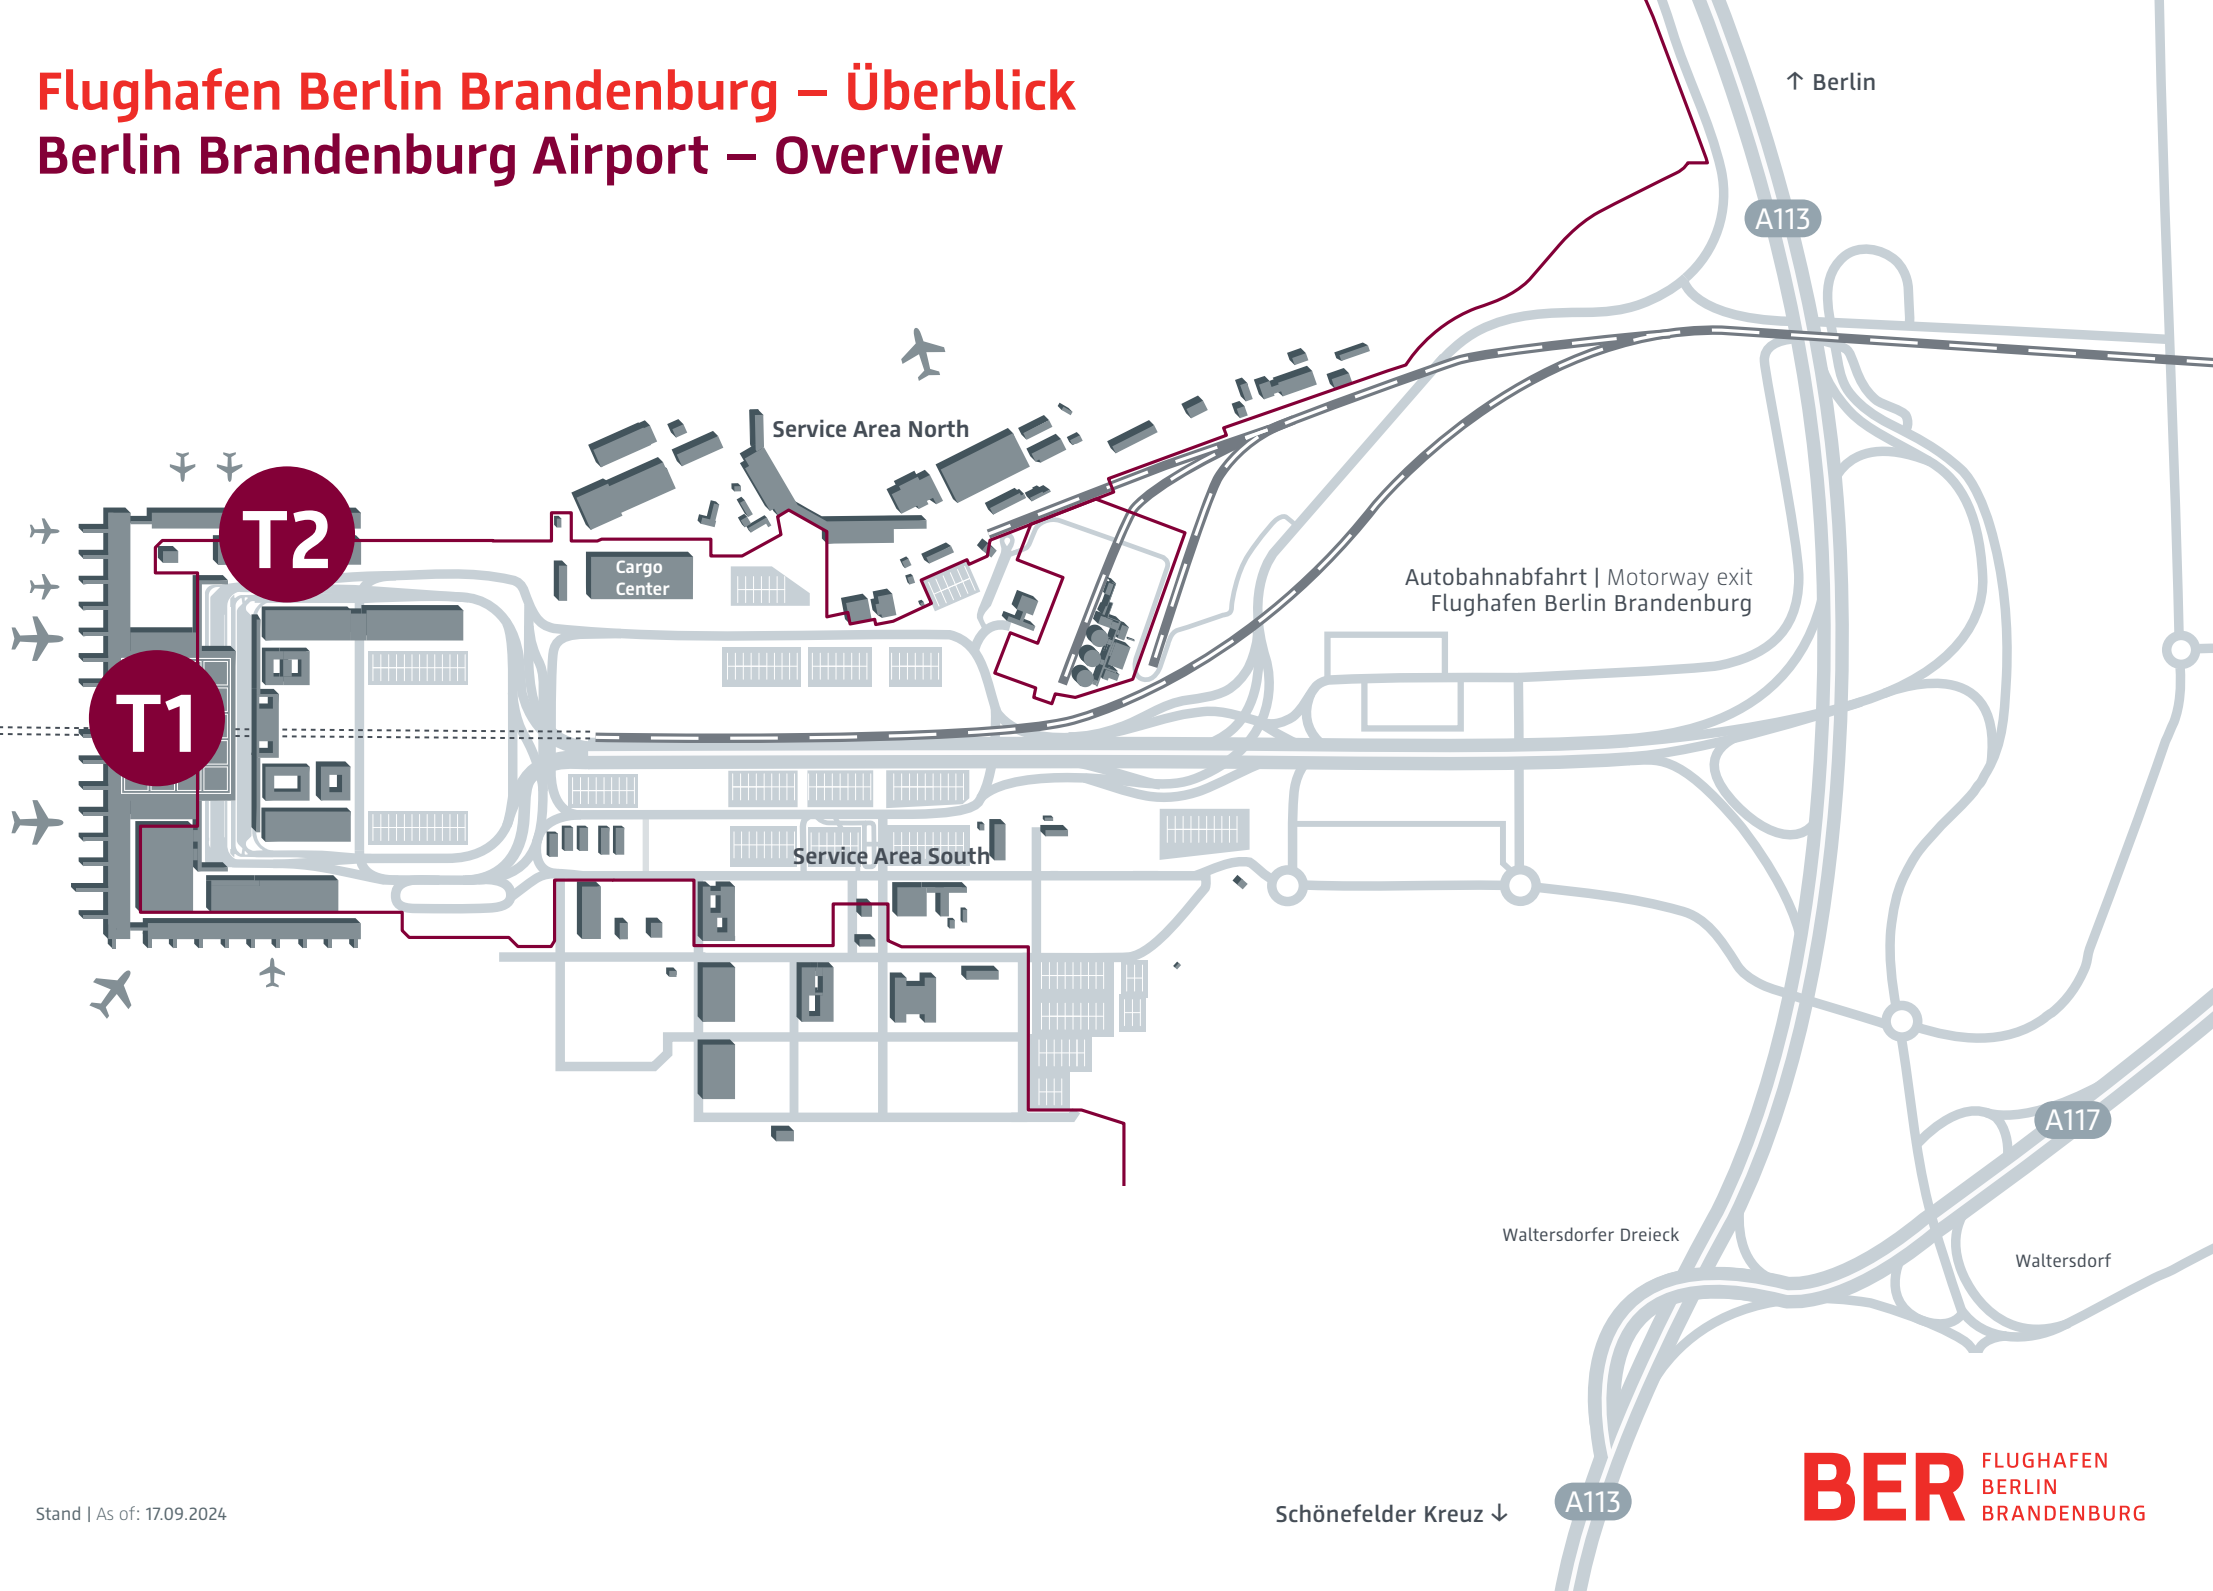 Flughafen Berlin Brandenburg – Überblick
Berlin Brandenburg Airport – Overview
↑ Berlin
A113
Service Area North
T2
Cargo
Center
Autobahnabfahrt | Motorway exit
Flughafen Berlin Brandenburg
T1
Service Area South
A117
Waltersdorfer Dreieck
Waltersdorf
Stand | As of: 17.09.2024
Schönefelder Kreuz ↓
A113
BER
FLUGHAFEN
BERLIN
BRANDENBURG